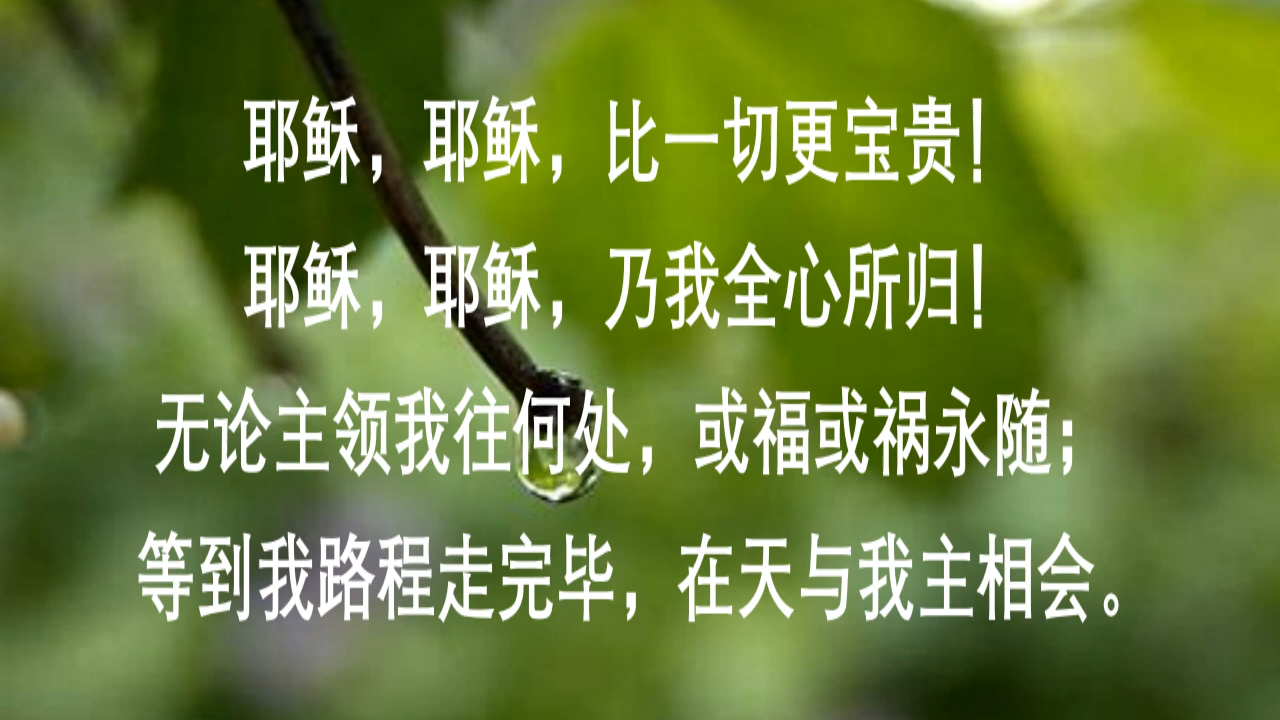 耶稣，耶稣，比一切更宝贵！
耶稣，耶稣，乃我全心所归！
无论主领我往何处，或福或祸永随；
等到我路程走完毕，在天与我主相会。